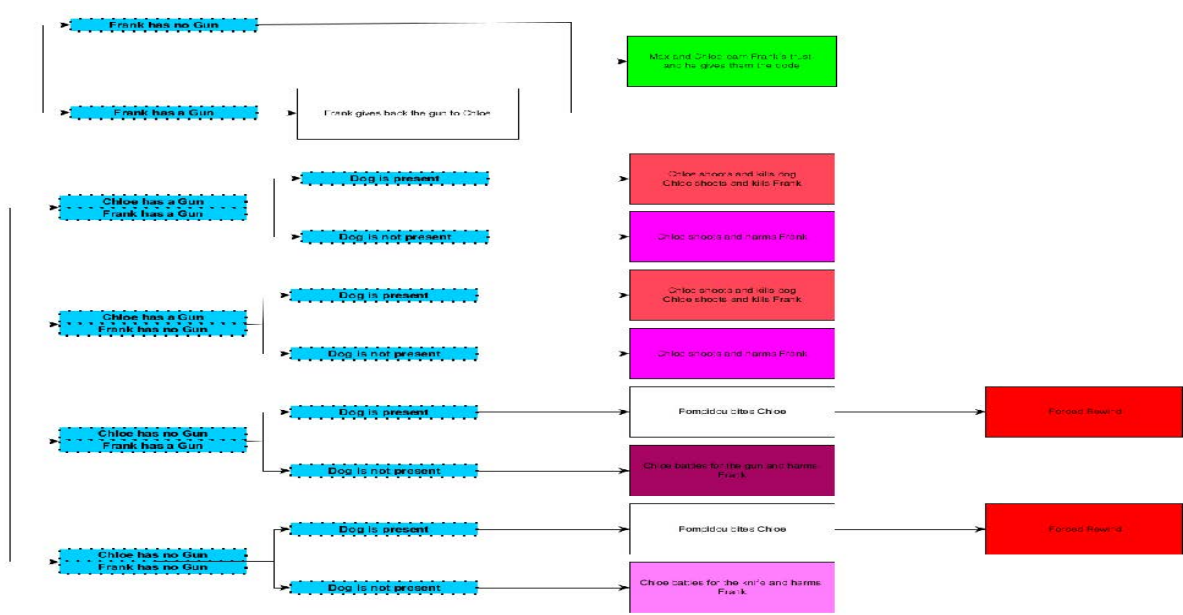 Frank has no Gun
Max and Chloe earn Frank's trust
and he gives them the code
Frank has a Gun
Frank gives back the gun to Chloe
Dog is present
Chloe shoots and kills dog
Chloe shoots and kills Frank
Chloe has a Gun
Frank has a Gun
Dog is not present
Chloe shoots and harms Frank
Dog is present
Chloe shoots and kills dog
Chloe shoots and kills Frank
Chloe has a Gun
Frank has no Gun
Dog is not present
Chloe shoots and harms Frank
Dog is present
Pompidou bites Chloe
Forced Rewind
Chloe has no Gun
Frank has a Gun
Dog is not present
Chloe battles for the gun and harms
Frank
Dog is present
Pompidou bites Chloe
Forced Rewind
Chloe has no Gun
Frank has no Gun
Dog is not present
Chloe battles for the knife and harms
Frank